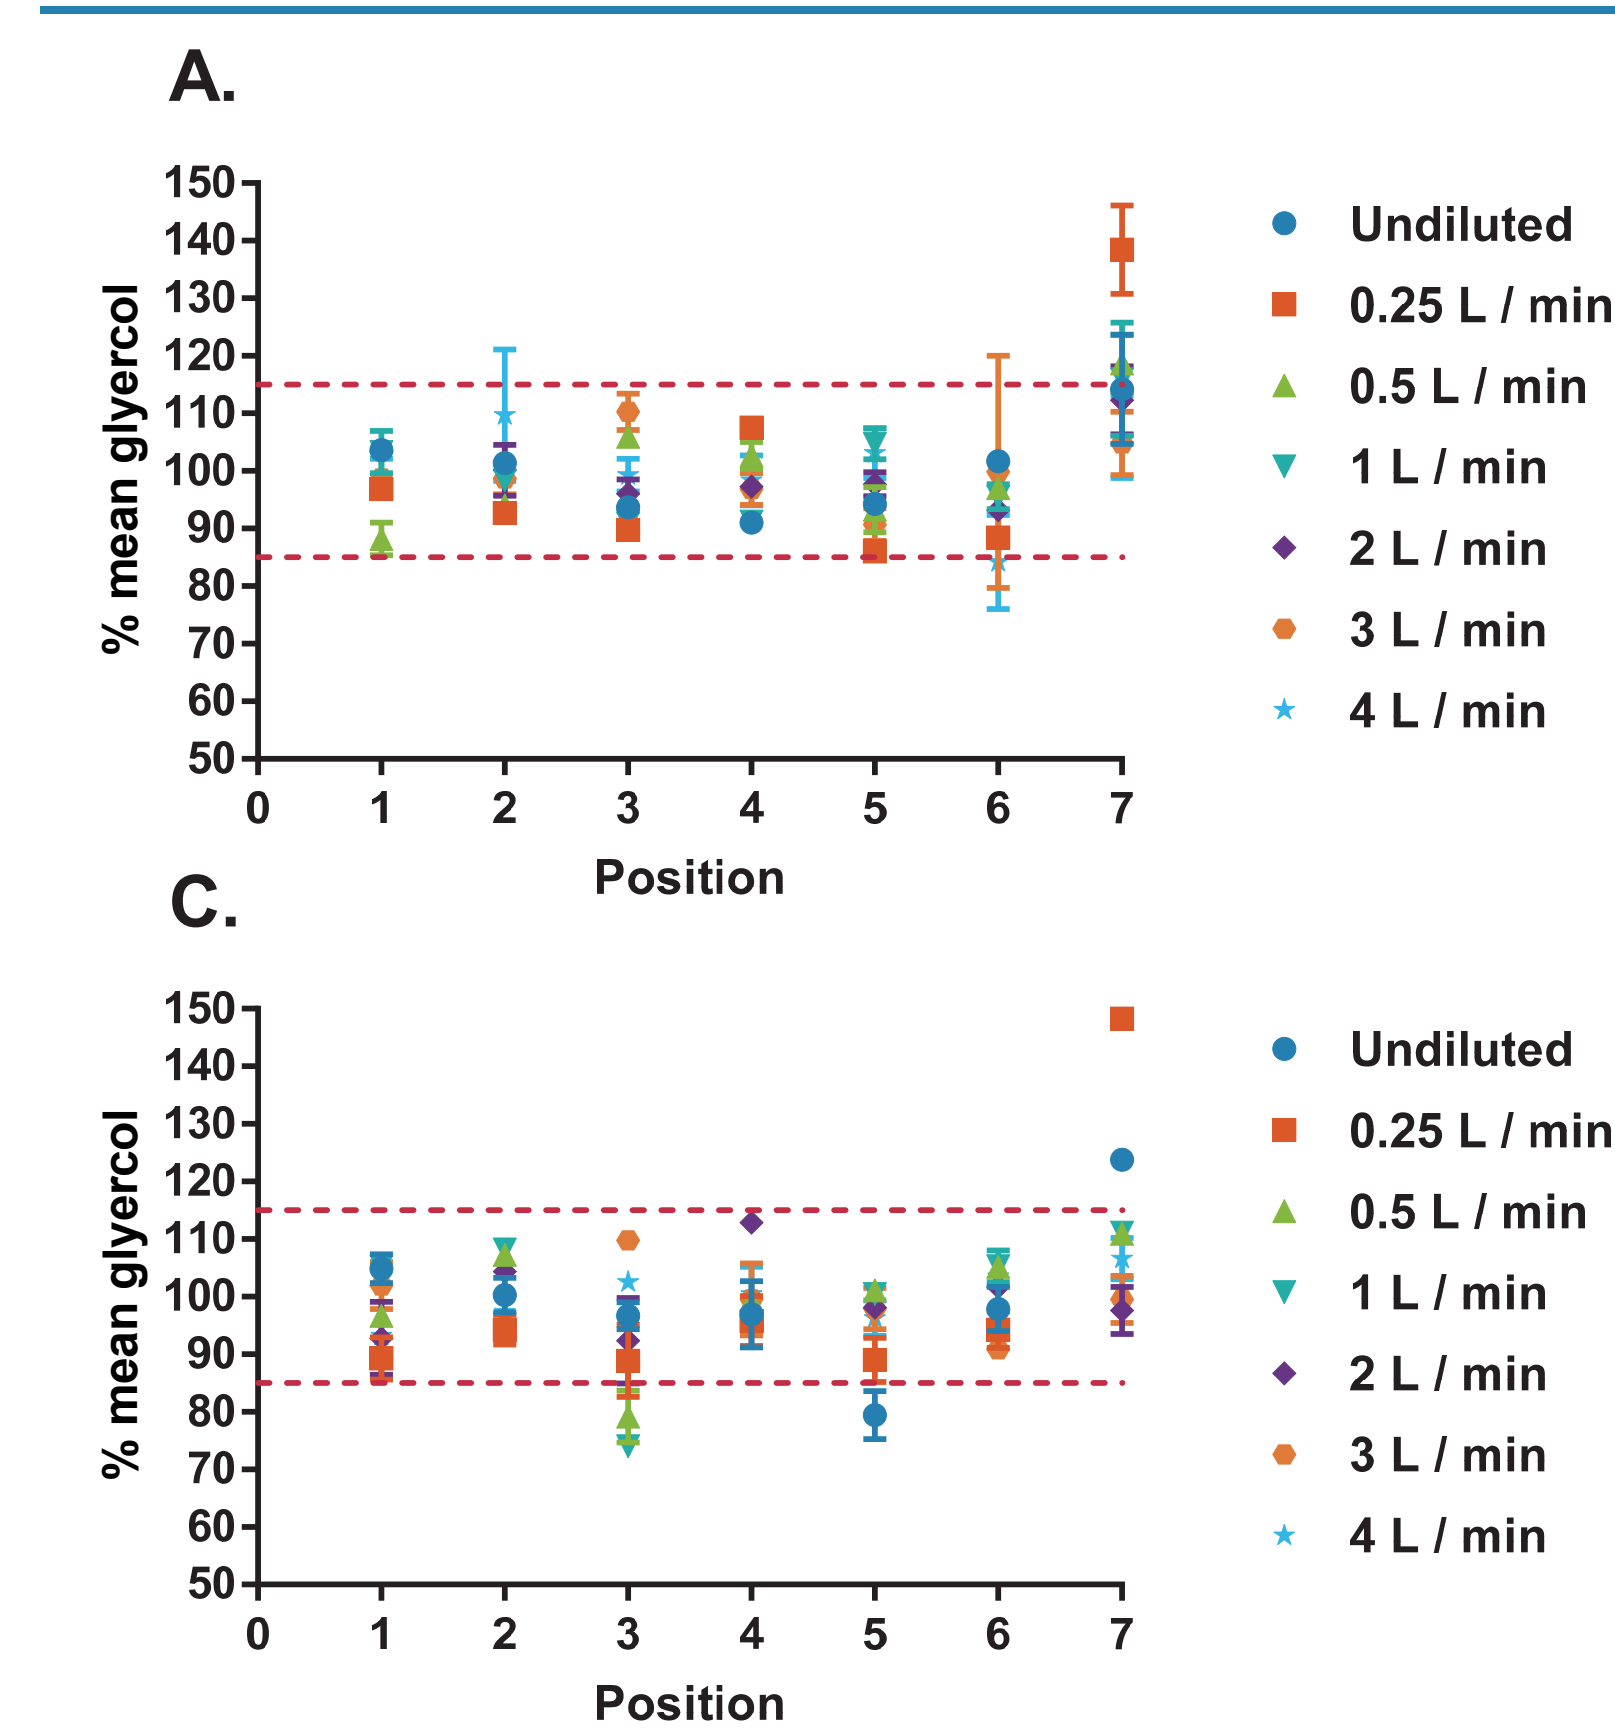 A.
150
140
130
120
110
100
90
80
70
60
50
% mean glyercol
0 1 2 3 4 5 6 7
Position
Undiluted
0.25 L / min
0.5 L / min
1 L / min
2 L / min
3 L / min
4 L / min
C.
150
140
130
120
110
100
90
80
70
60
50
% mean glyercol
0 1 2 3 4 5 6 7
Position
Undiluted
0.25 L / min
0.5 L / min
1 L / min
2 L / min
3 L / min
4 L / min